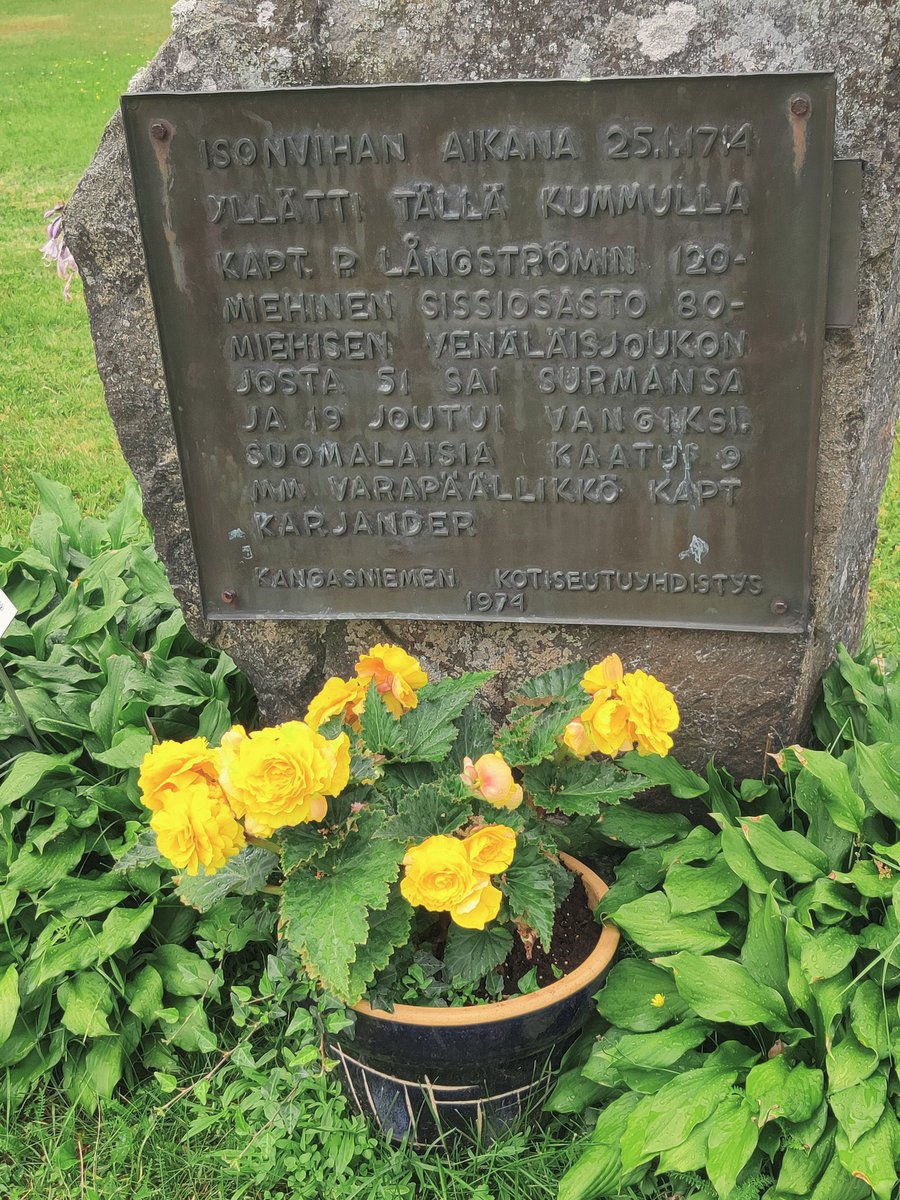 ISONVIHAN AIKANA 25.1.1714
YLLÄTTI TÄLLÄ KUMMULLA
KAPT. P. LÅNGSTRÖMIN 120-
MIEHINEN SISSIOSASTO 80-
MIEHISEN VENÄLÄISJOUKON
JOSTA 51 SAI SURMANSA
JA 19 JOUTUI VANGIKSI.
SUOMALAISIA KAATUI 9
MM. VARAPÄÄLLIKKÖ KAPT
KARJANDER
KANGASNIEMEN KOTISEUTUYHDISTYS
1974